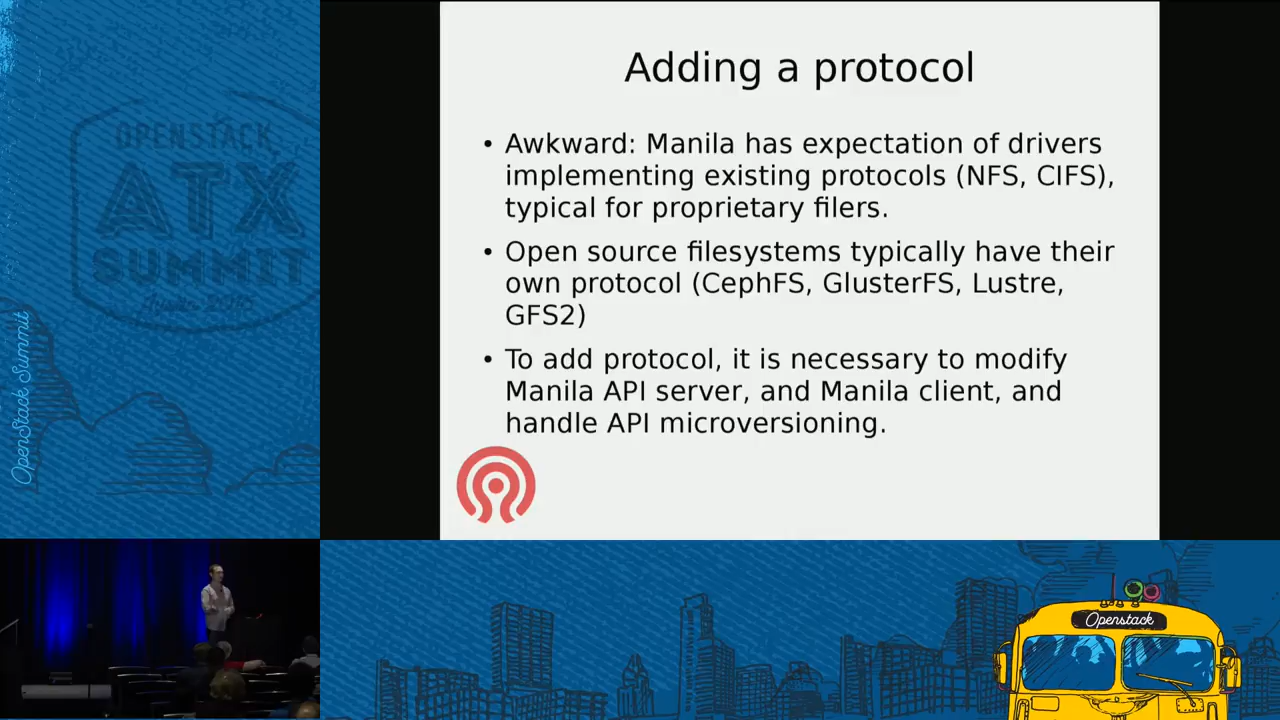 OPENSTACK
ATX
SUMMIT
Austin 2016
OpenStack Summit
Adding a protocol
• Awkward: Manila has expectation of drivers
implementing existing protocols (NFS, CIFS),
typical for proprietary filers.
• Open source filesystems typically have their
own protocol (CephFS, GlusterFS, Lustre,
GFS2)
• To add protocol, it is necessary to modify
Manila API server, and Manila client, and
handle API microversioning.
Openstack